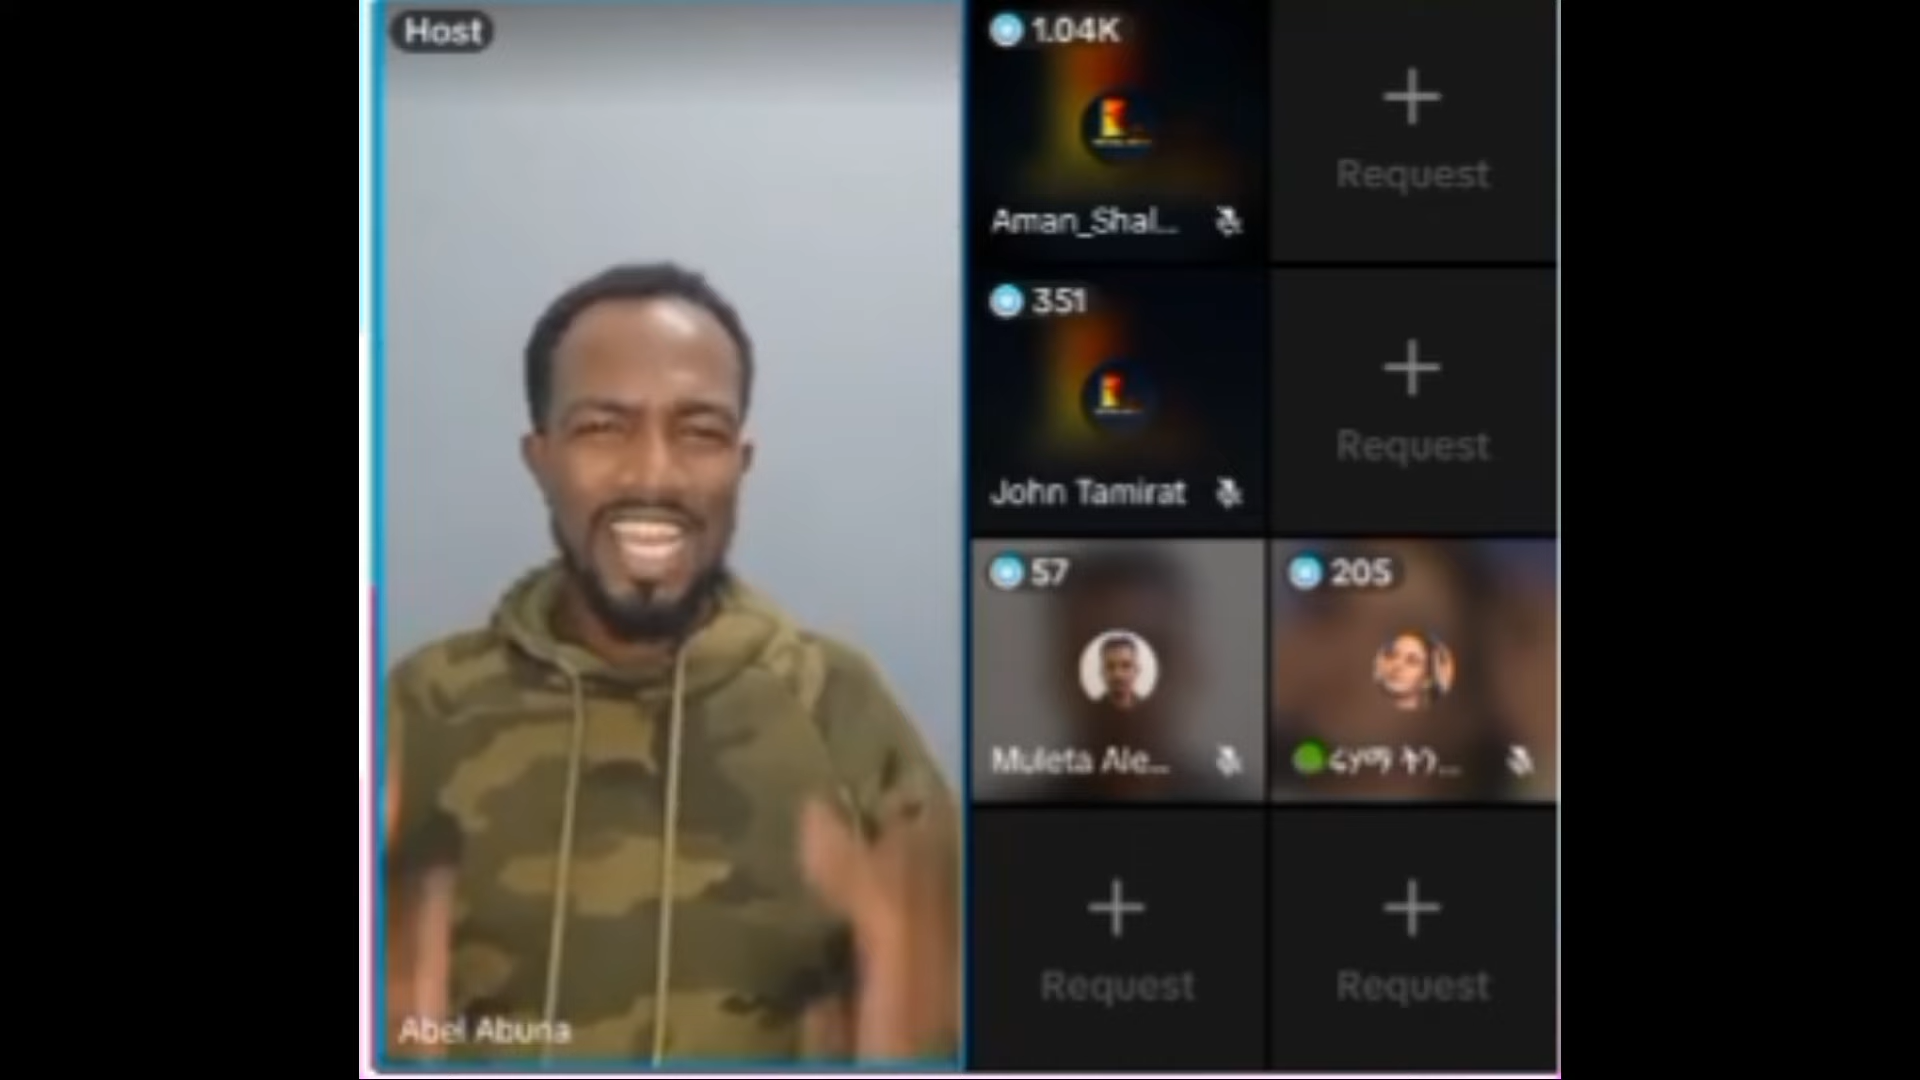 Host
Abel Abuna
1.04K
Aman_Shal...
Request
351
John Tamirat
Request
57
Muleta Ale...
205
Request
Request